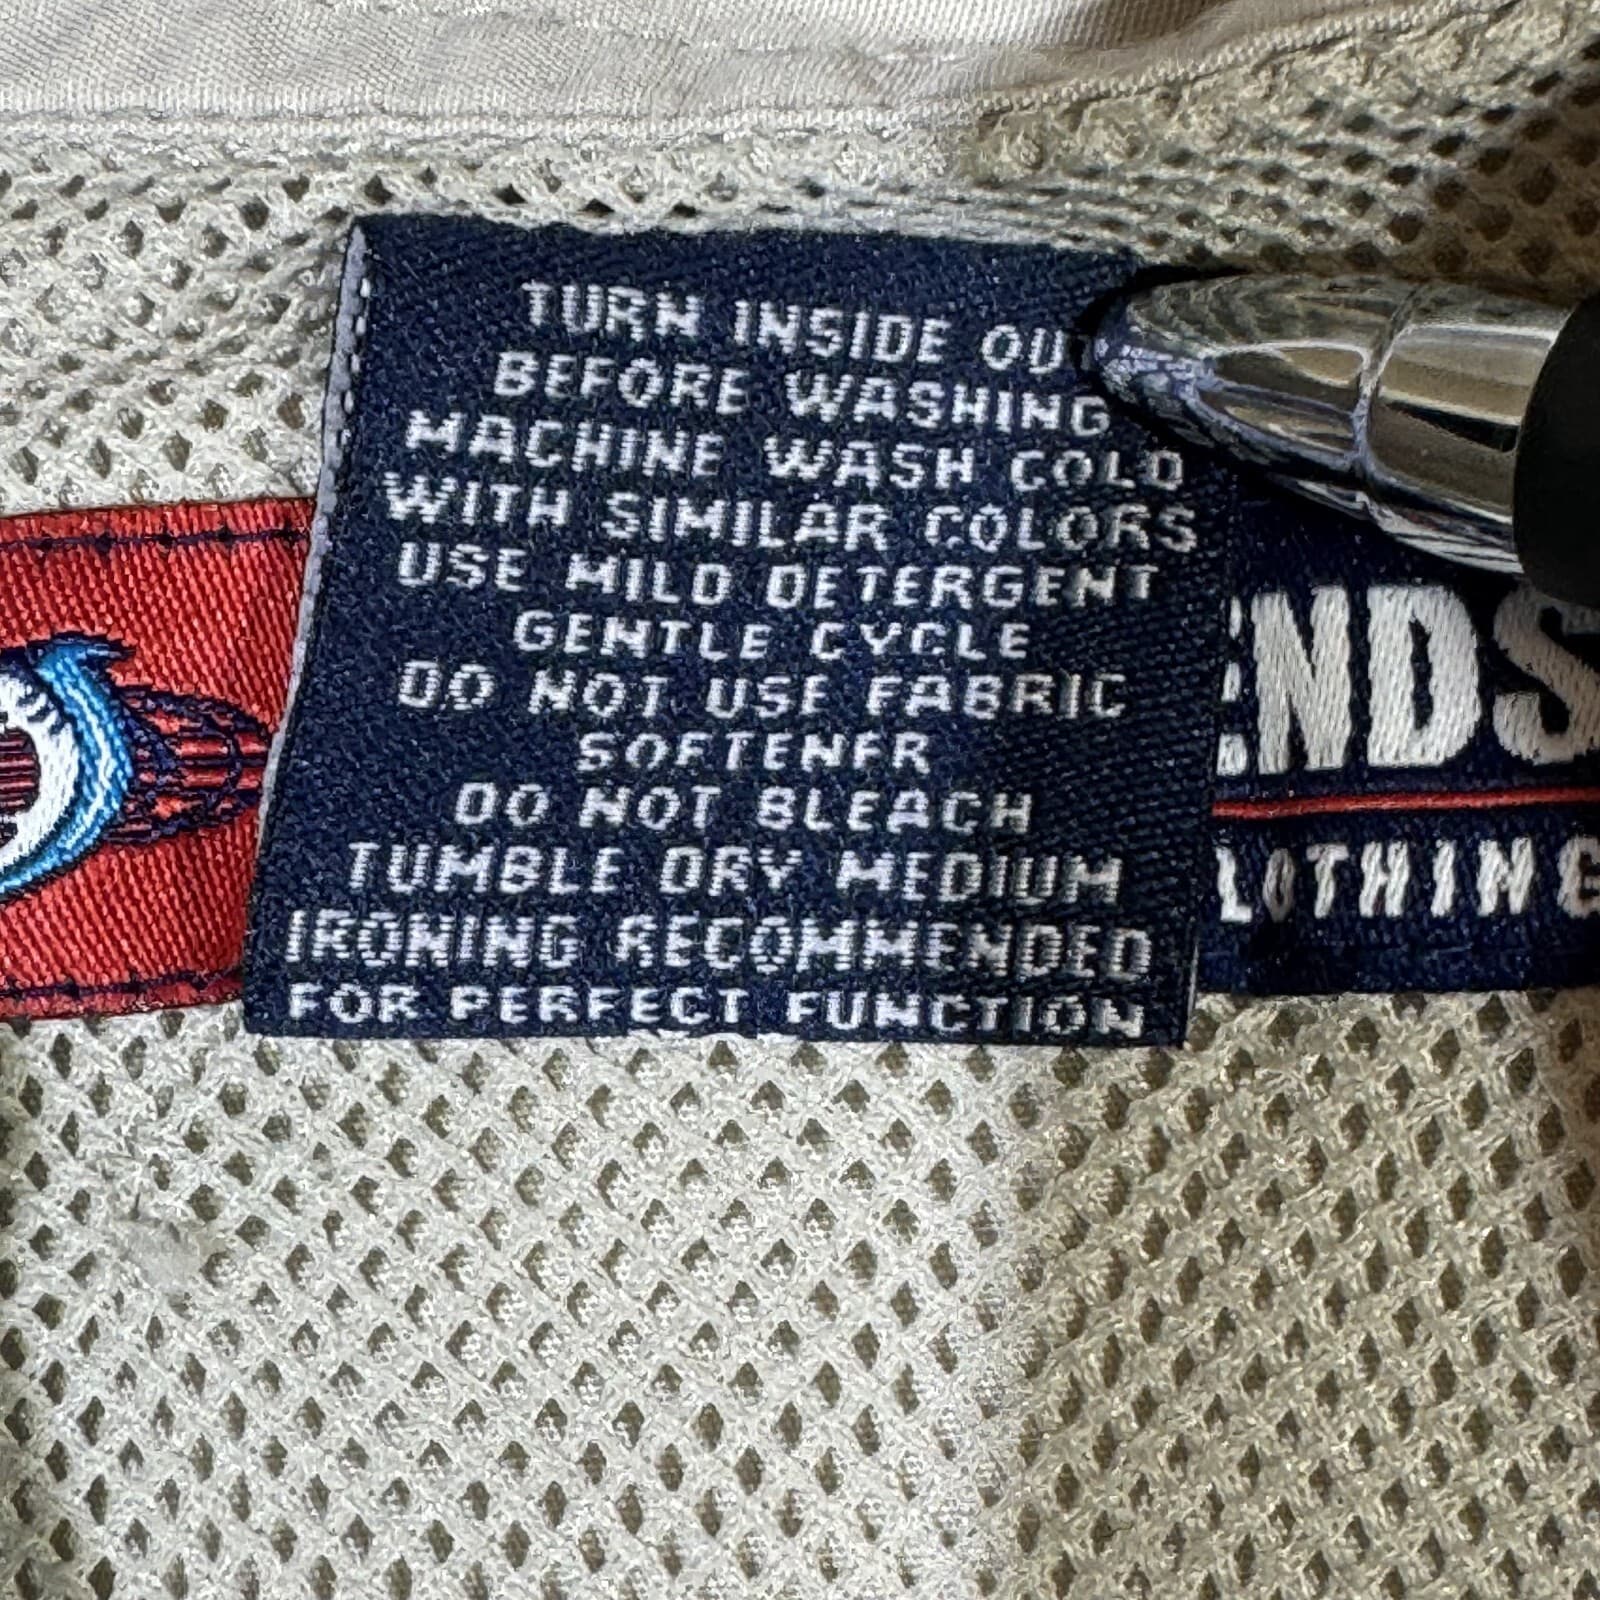 TURN INSIDE OU
BEFORE WASHING
MACHINE WASH COLD
WITH SIMILAR COLORS
USE MILD DETERGENT
GENTLE CYCLE
DO NOT USE FABRIC
SOFTENER
DO NOT BLEACH
TUMBLE DRY MEDIUM
IRONING RECOMMENDED
FOR PERFECT FUNCTION
ENDS
LOTHING